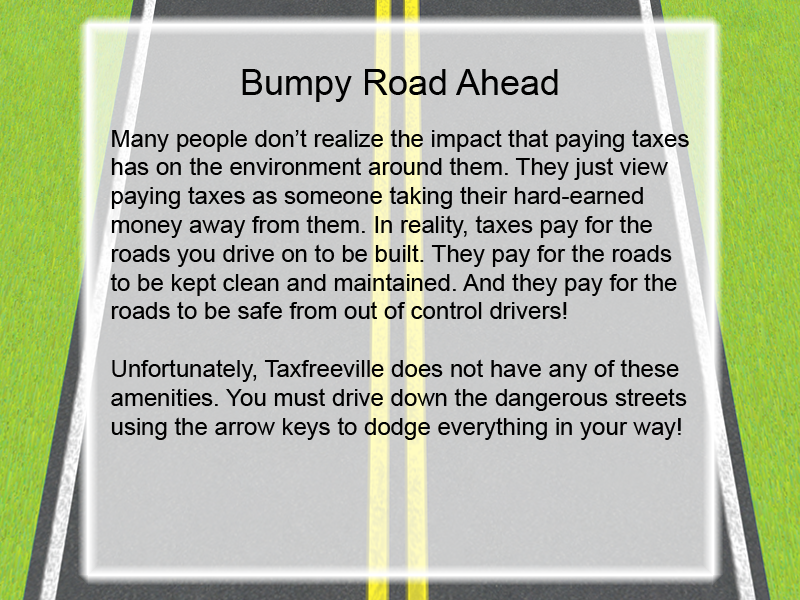 Bumpy Road Ahead
Many people don’t realize the impact that paying taxes
has on the environment around them. They just view
paying taxes as someone taking their hard-earned
money away from them. In reality, taxes pay for the
roads you drive on to be built. They pay for the roads
to be kept clean and maintained. And they pay for the
roads to be safe from out of control drivers!
Unfortunately, Taxfreeville does not have any of these
amenities. You must drive down the dangerous streets
using the arrow keys to dodge everything in your way!